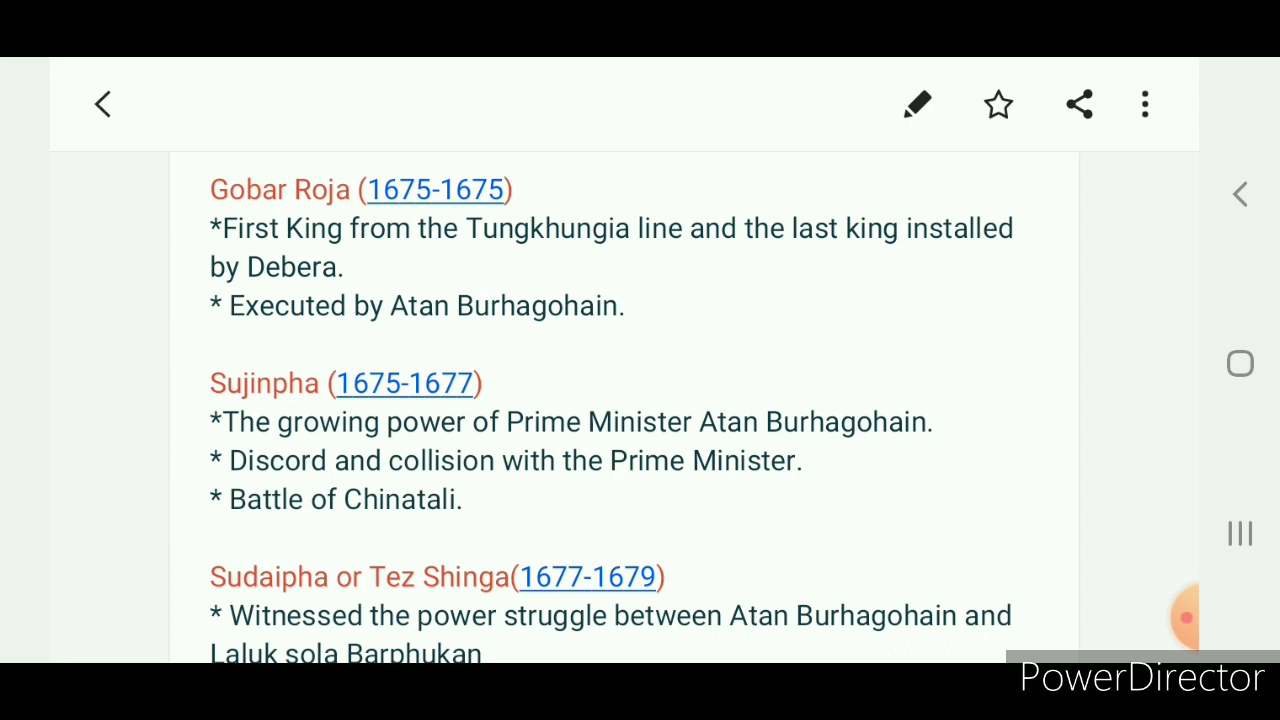 Gobar Roja (1675-1675)
*First King from the Tungkhungia line and the last king installed
by Debera.
* Executed by Atan Burhagohain.
Sujinpha (1675-1677)
*The growing power of Prime Minister Atan Burhagohain.
* Discord and collision with the Prime Minister.
* Battle of Chinatali.
Sudaipha or Tez Shinga(1677-1679)
* Witnessed the power struggle between Atan Burhagohain and
Laluk sola Barphukan
PowerDirector